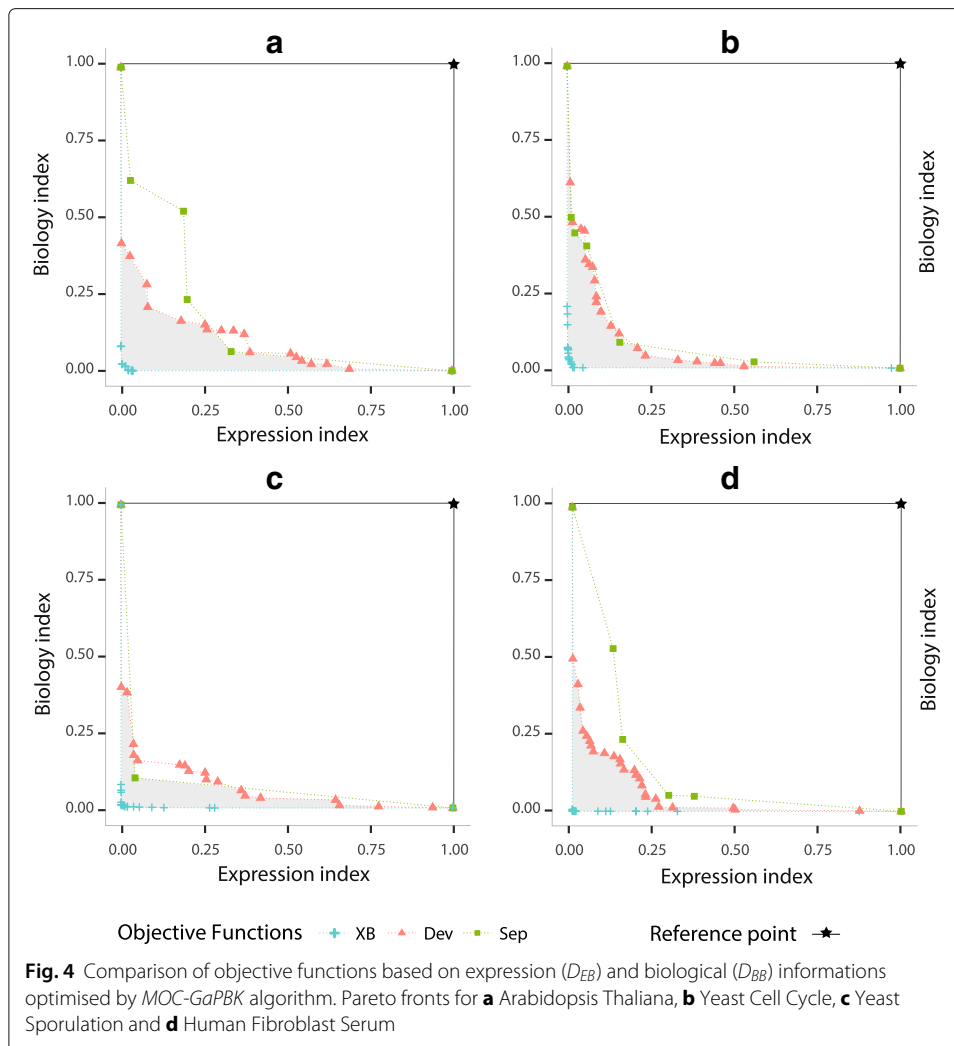 a
b
1.00
0.75
0.50
0.25
0.00
Biology index
0.00 0.25 0.50 0.75 1.00
Expression index
1.00
0.75
0.50
0.25
0.00
Biology index
0.00 0.25 0.50 0.75 1.00
Expression index
c
d
1.00
0.75
0.50
0.25
0.00
Biology index
0.00 0.25 0.50 0.75 1.00
Expression index
1.00
0.75
0.50
0.25
0.00
Biology index
0.00 0.25 0.50 0.75 1.00
Expression index
Objective Functions XB Dev Sep Reference point
Fig. 4 Comparison of objective functions based on expression (D_EB) and biological (D_BB) informations
optimised by MOC-GaPBK algorithm. Pareto fronts for a Arabidopsis Thaliana, b Yeast Cell Cycle, c Yeast
Sporulation and d Human Fibroblast Serum